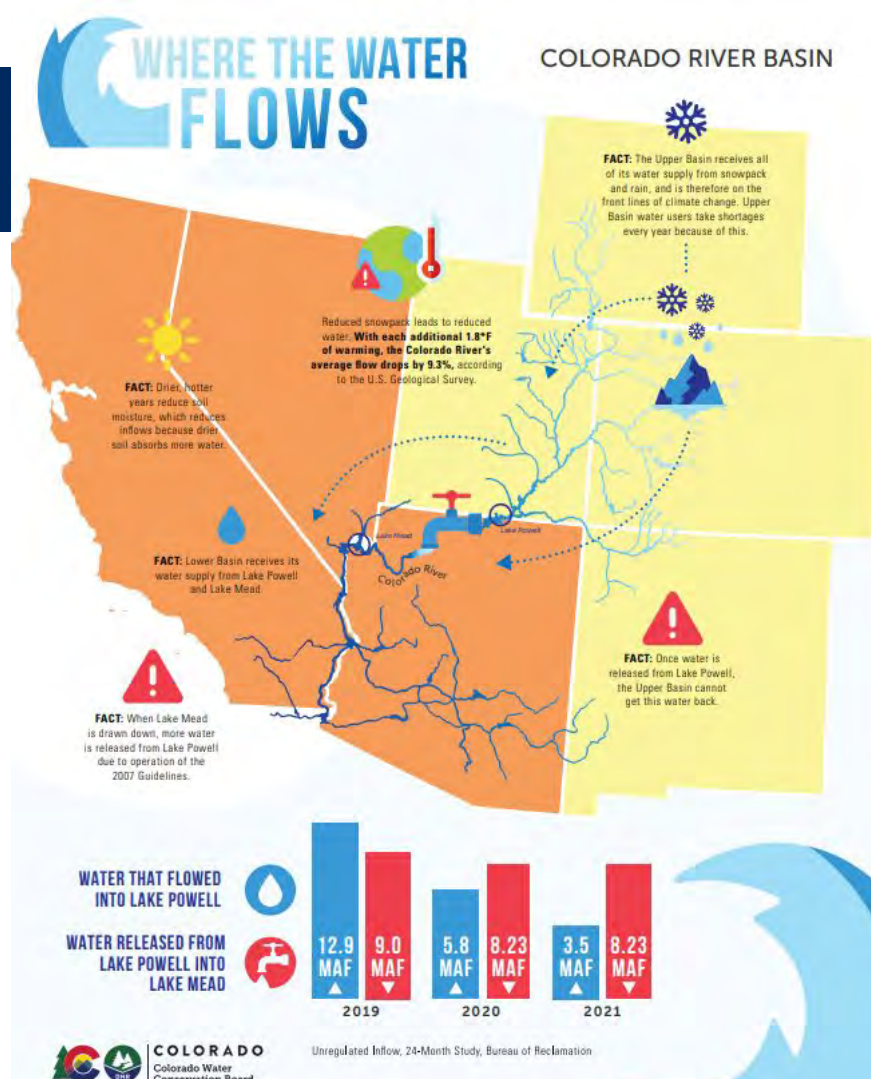 WHERE THE WATER
FLOWS
COLORADO RIVER BASIN
FACT: The Upper Basin receives all
of its water supply from snowpack
and rain, and is therefore on the
front lines of climate change. Upper
Basin water users take shortages
every year because of this.
Reduced snowpack leads to reduced
water. With each additional 1.8°F
of warming, the Colorado River's
average flow drops by 9.3%, according
to the U.S. Geological Survey.
FACT: Drier, hotter
years reduce soil
moisture, which reduces
inflows because drier
soil absorbs more water.
Lake Mead
Lake Powell
Colorado River
FACT: Lower Basin receives its
water supply from Lake Powell
and Lake Mead
FACT: Once water is
released from Lake Powell,
the Upper Basin cannot
get this water back.
FACT: When Lake Mead
is drawn down, more water
is released from Lake Powell
due to operation of the
2007 Guidelines.
WATER THAT FLOWED
INTO LAKE POWELL
WATER RELEASED FROM
LAKE POWELL INTO
LAKE MEAD
12.9
MAF
9.0
MAF
5.8
MAF
8.23
MAF
3.5
MAF
8.23
MAF
2019
2020
2021
COLORADO
Colorado Water
Conservation Board
DNR
Unregulated Inflow, 24-Month Study, Bureau of Reclamation